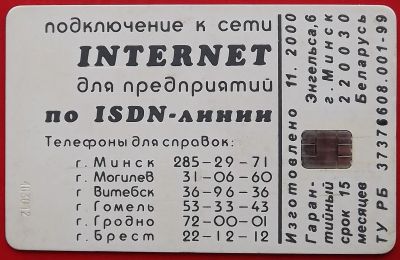 подключение к сети
INTERNET
для предприятий
по ISDN-линии
Телефоны для справок:
г. Минск 285-29-71
г. Могилев 31-06-60
г. Витебск 36-96-36
г. Гомель 53-33-43
г. Гродно 72-00-01
г. Брест 22-12-12
Изготовлено 11.2000
Гаран- Энгельса,6
тийный г.Минск
срок 15 220030
месяцев Беларусь
ТУ РБ 37376608.001-99